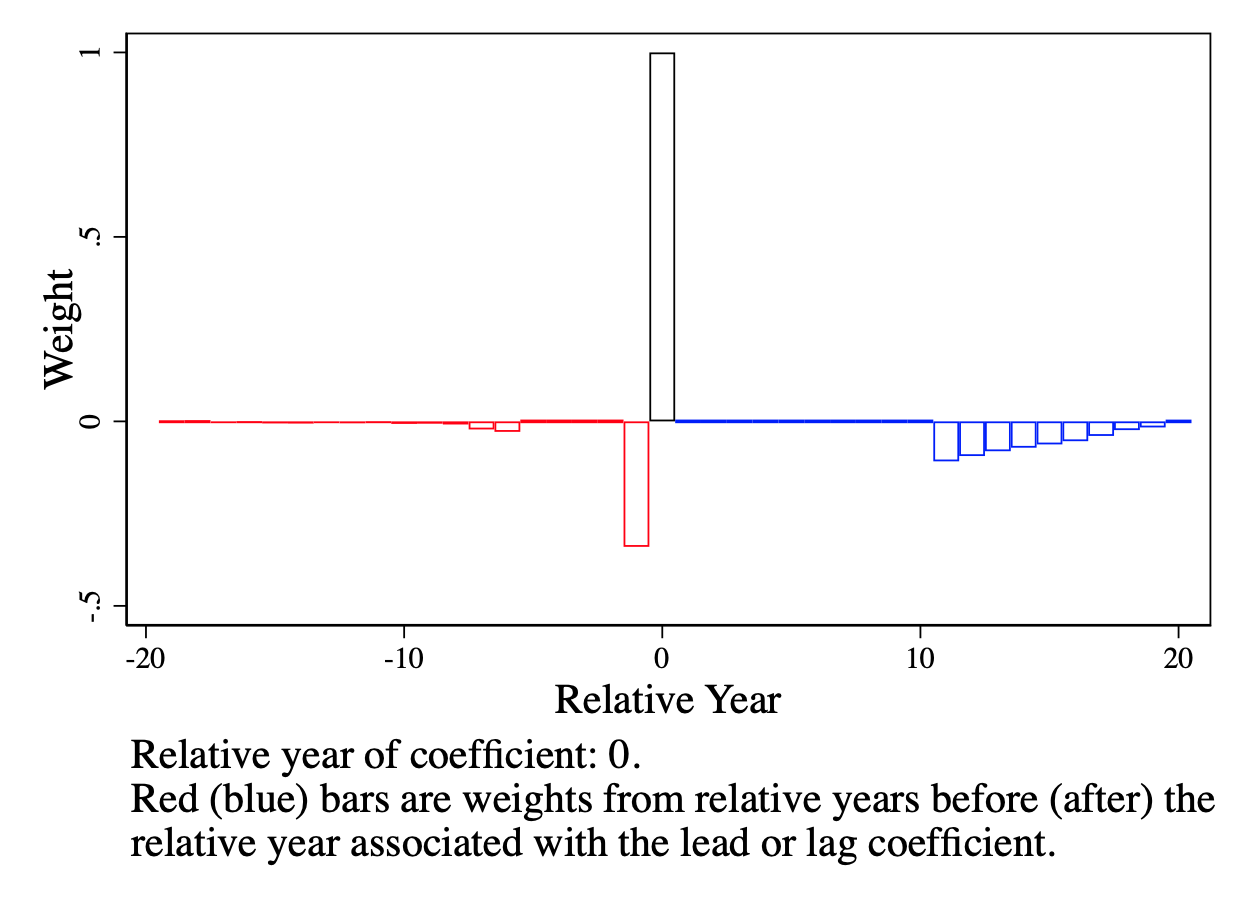 1
.5
Weight
0
-.5
-20
-10
0
10
20
Relative Year
Relative year of coefficient: 0.
Red (blue) bars are weights from relative years before (after) the
relative year associated with the lead or lag coefficient.